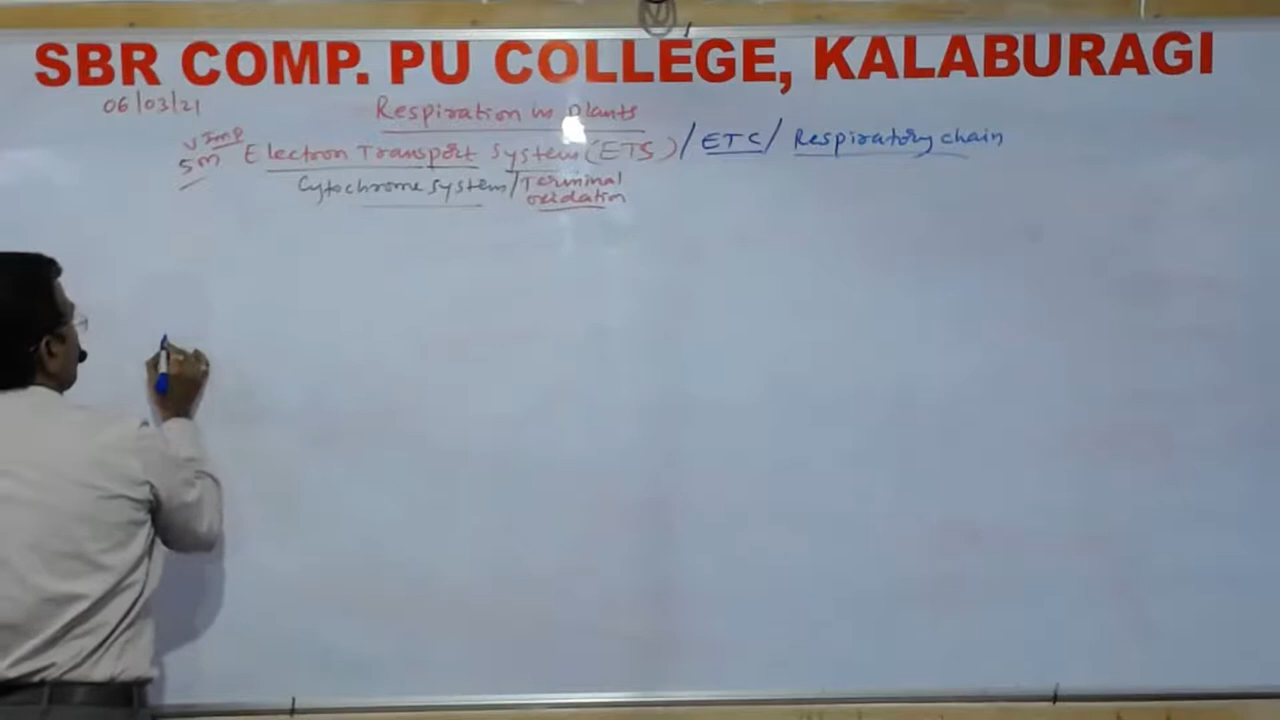 SBR COMP. PU COLLEGE, KALABURAGI
06/03/21
Respiration in plants
V Imp
5m Electron Transport System (ETS) / ETC / Respiratory chain
Cytochrome system / Terminal
oxidation